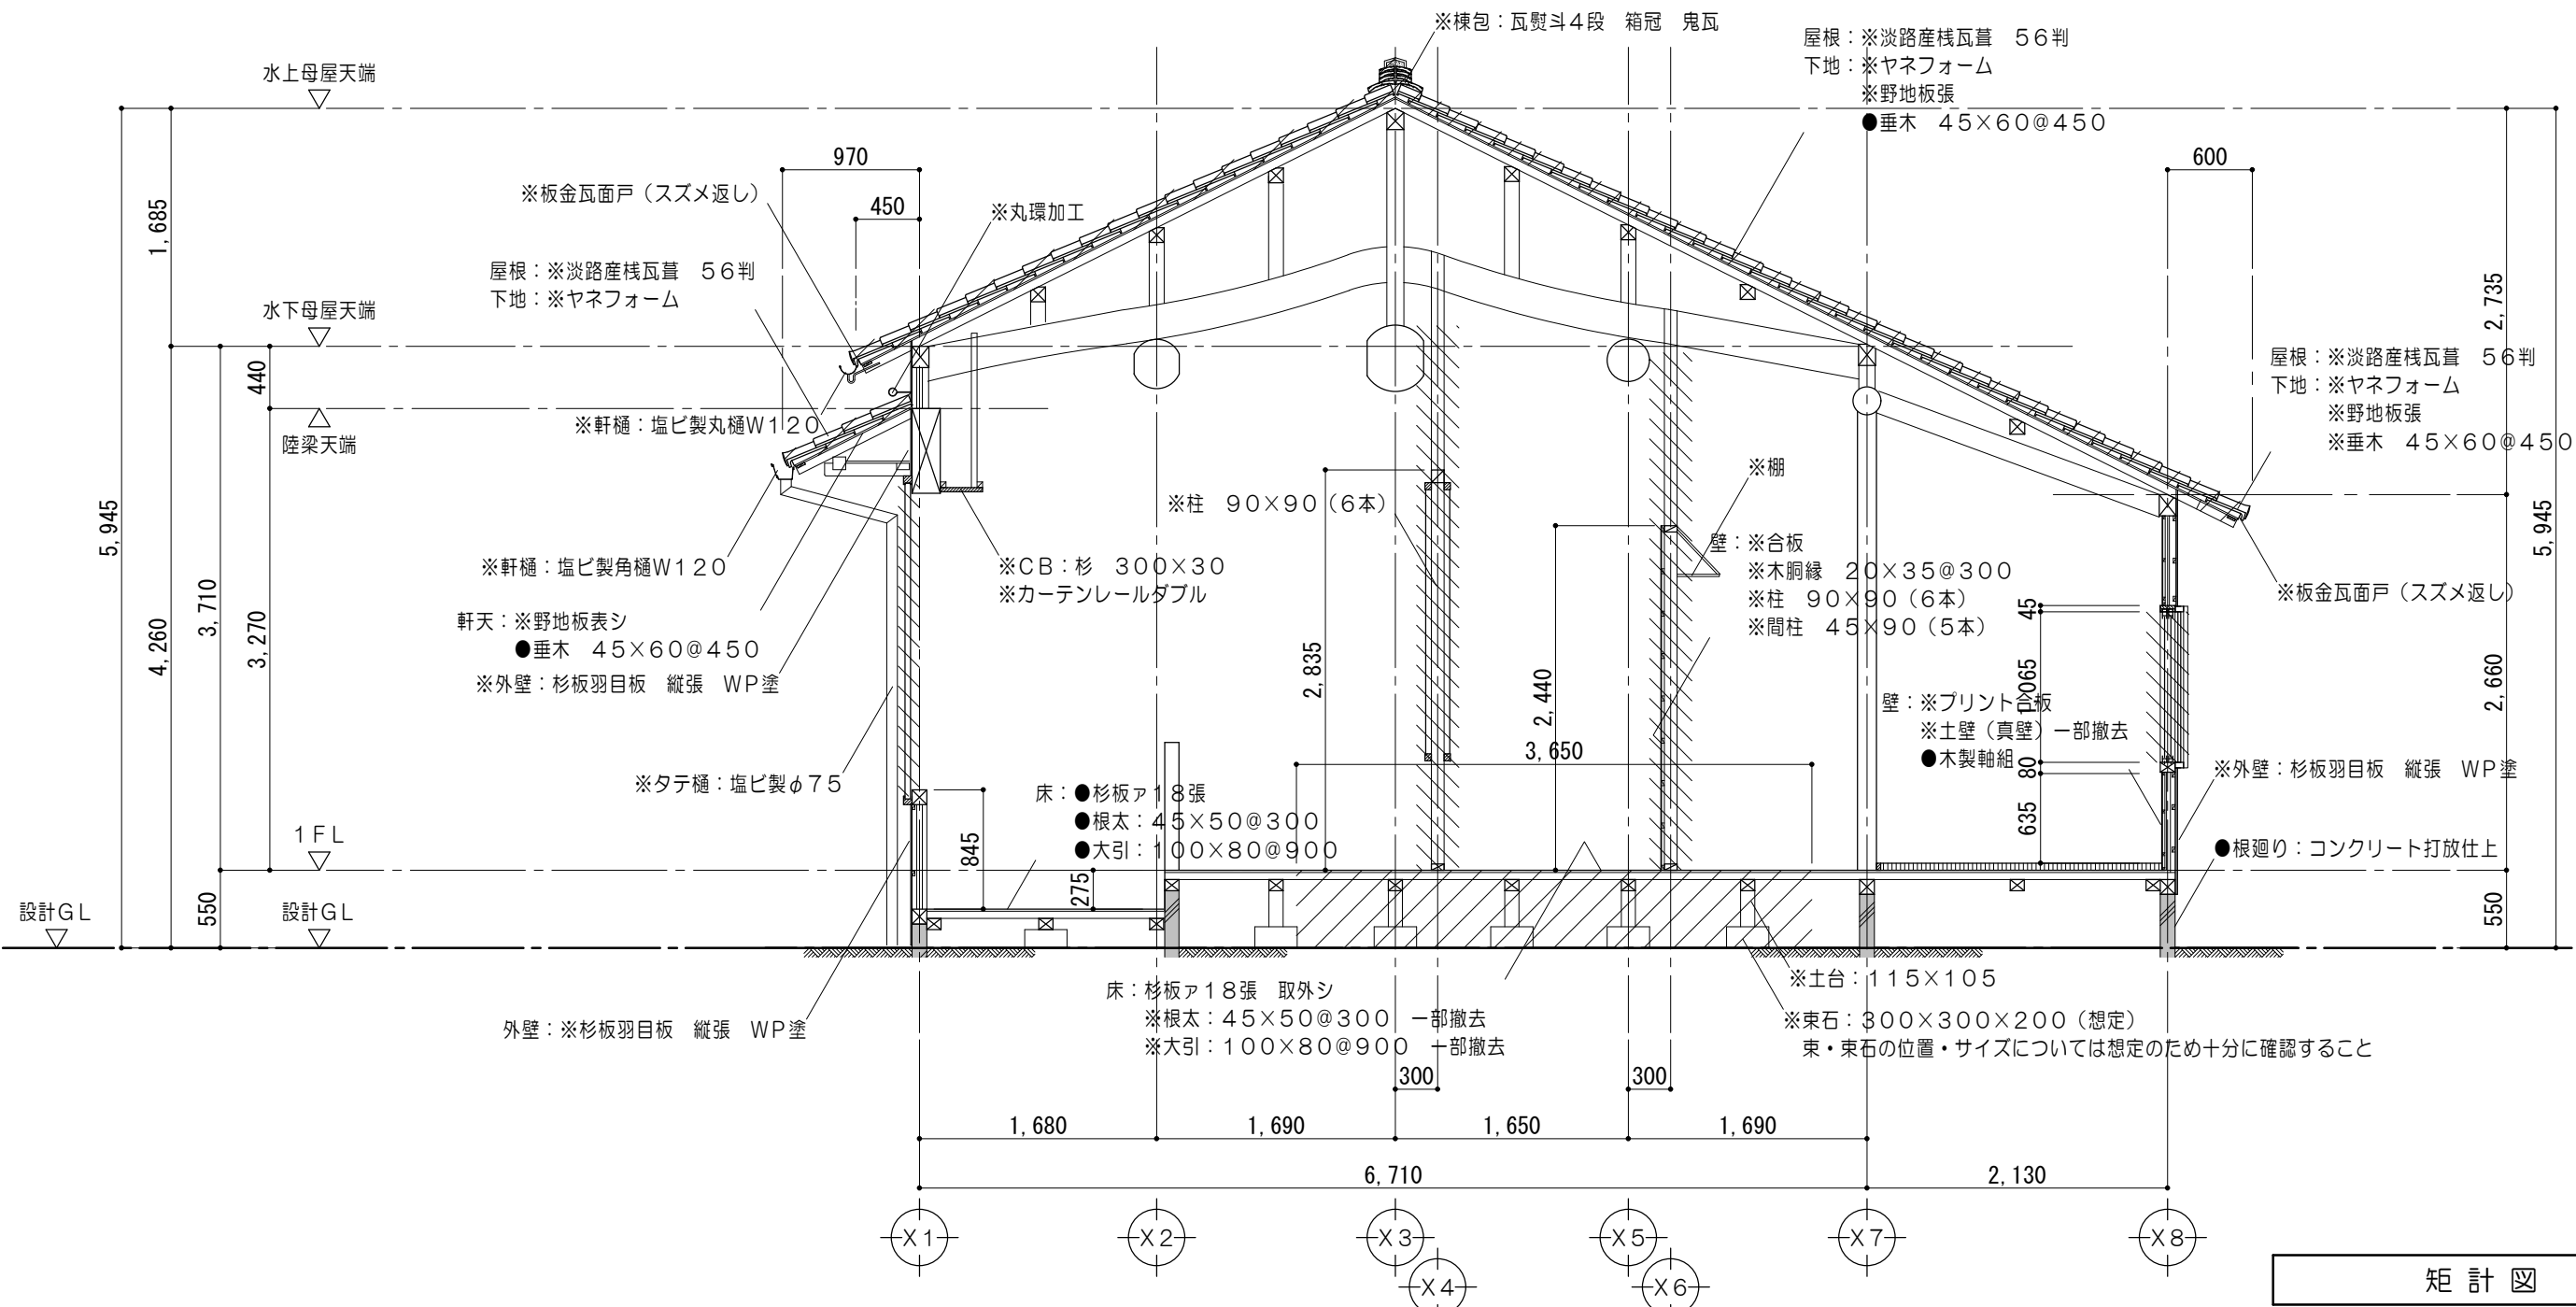 ※棟包：瓦熨斗4段　箱冠　鬼瓦
屋根：※淡路産桟瓦葺　５６判
下地：※ヤネフォーム
※野地板張
●垂木　４５×６０＠４５０
水上母屋天端
970
600
※板金瓦面戸（スズメ返し）
450
※丸環加工
1,685
屋根：※淡路産桟瓦葺　５６判
下地：※ヤネフォーム
2,735
水下母屋天端
440
屋根：※淡路産桟瓦葺　５６判
下地：※ヤネフォーム
※野地板張
※垂木　４５×６０＠４５０
※軒樋：塩ビ製丸樋Ｗ１２０
陸梁天端
※棚
※柱　９０×９０（６本）
5,945
5,945
壁：※合板
※木胴縁　２０×３５＠３００
※柱　９０×９０（６本）
※間柱　４５×９０（５本）
※軒樋：塩ビ製角樋Ｗ１２０
※ＣＢ：杉　３００×３０
※カーテンレールダブル
※板金瓦面戸（スズメ返し）
45
3,710
4,260
3,270
軒天：※野地板表シ
●垂木　４５×６０＠４５０
※外壁：杉板羽目板　縦張　ＷＰ塗
2,835
2,440
1,065
2,660
壁：※プリント合板
※土壁（真壁）一部撤去
●木製軸組
3,650
80
※外壁：杉板羽目板　縦張　ＷＰ塗
※タテ樋：塩ビ製φ７５
床：●杉板ァ１８張
●根太：４５×５０＠３００
●大引：１００×８０＠９００
635
845
１ＦＬ
●根廻り：コンクリート打放仕上
275
550
550
設計ＧＬ
設計ＧＬ
※土台：１１５×１０５
床：杉板ァ１８張　取外シ
※根太：４５×５０＠３００　一部撤去
※大引：１００×８０＠９００　一部撤去
外壁：※杉板羽目板　縦張　ＷＰ塗
※束石：３００×３００×２００（想定）
束・束石の位置・サイズについては想定のため十分に確認すること
300
300
1,680
1,690
1,650
1,690
6,710
2,130
Ｘ１
Ｘ２
Ｘ３
Ｘ５
Ｘ７
Ｘ８
Ｘ４
Ｘ６
矩計図